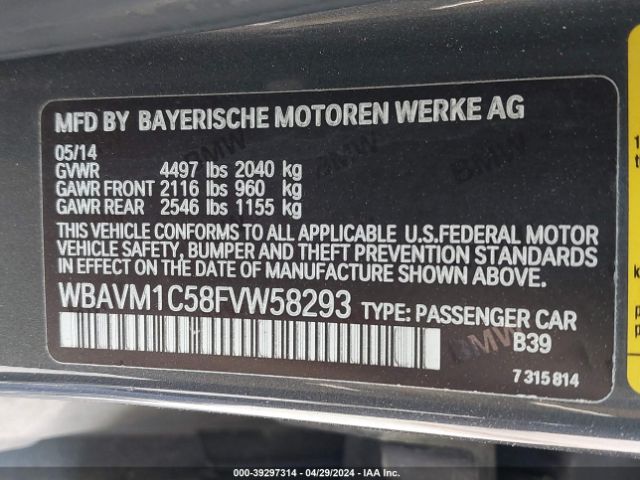 MFD BY BAYERISCHE MOTOREN WERKE AG
05/14
GVWR 4497 lbs 2040 kg
GAWR FRONT 2116 lbs 960 kg
GAWR REAR 2546 lbs 1155 kg
THIS VEHICLE CONFORMS TO ALL APPLICABLE U.S.FEDERAL MOTOR
VEHICLE SAFETY, BUMPER AND THEFT PREVENTION STANDARDS
IN EFFECT ON THE DATE OF MANUFACTURE SHOWN ABOVE.
WBAVM1C58FVW58293 TYPE: PASSENGER CAR
B39
7315814
000-39297314 | 04/29/2024 | IAA Inc.